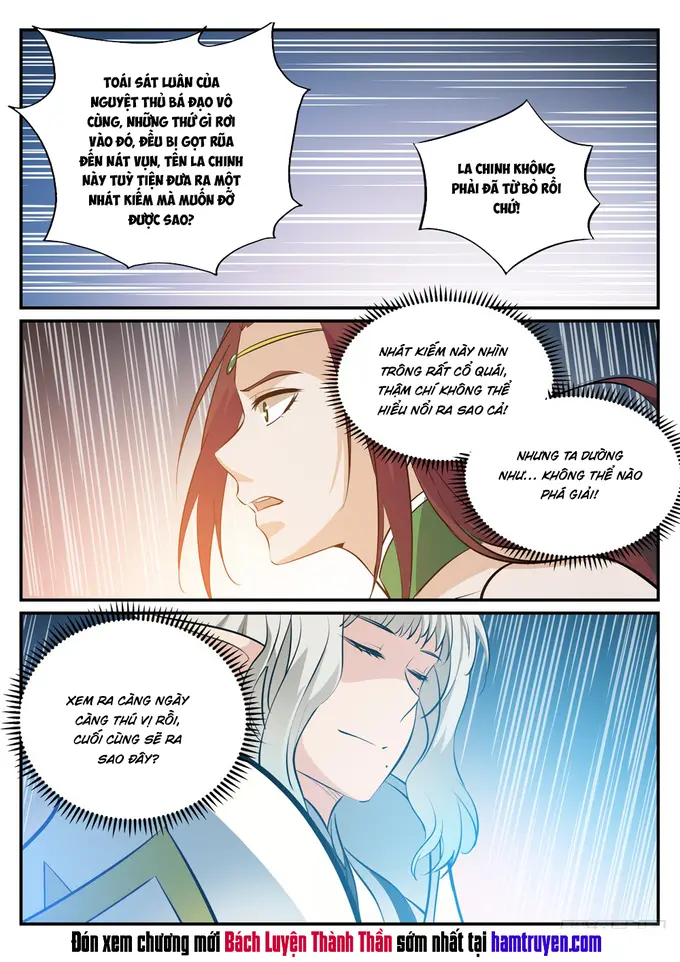 TOÁI SÁT LUÂN CỦA
NGUYỆT THỦ BÁ ĐẠO VÔ
CÙNG, NHỮNG THỨ GÌ RƠI
VÀO ĐÓ, ĐỀU BỊ GỌT RŨA
ĐẾN NÁT VỤN, TÊN LA CHINH
NÀY TUỲ TIỆN ĐƯA RA MỘT
NHÁT KIẾM MÀ MUỐN ĐỠ
ĐƯỢC SAO?
LA CHINH KHÔNG
PHẢI ĐÃ TỪ BỎ RỒI
CHỨ!
NHÁT KIẾM NÀY NHÌN
TRÔNG RẤT CỔ QUÁI,
THẬM CHÍ KHÔNG THỂ
HIỂU NỔI RA SAO CẢ!
NHƯNG TA DƯỜNG
NHƯ... KHÔNG THỂ NÀO
PHÁ GIẢI!
XEM RA CÀNG NGÀY
CÀNG THÚ VỊ RỒI,
CUỐI CÙNG SẼ RA
SAO ĐÂY?
Đón xem chương mới Bách Luyện Thành Thần sớm nhất tại hamtruyen.com